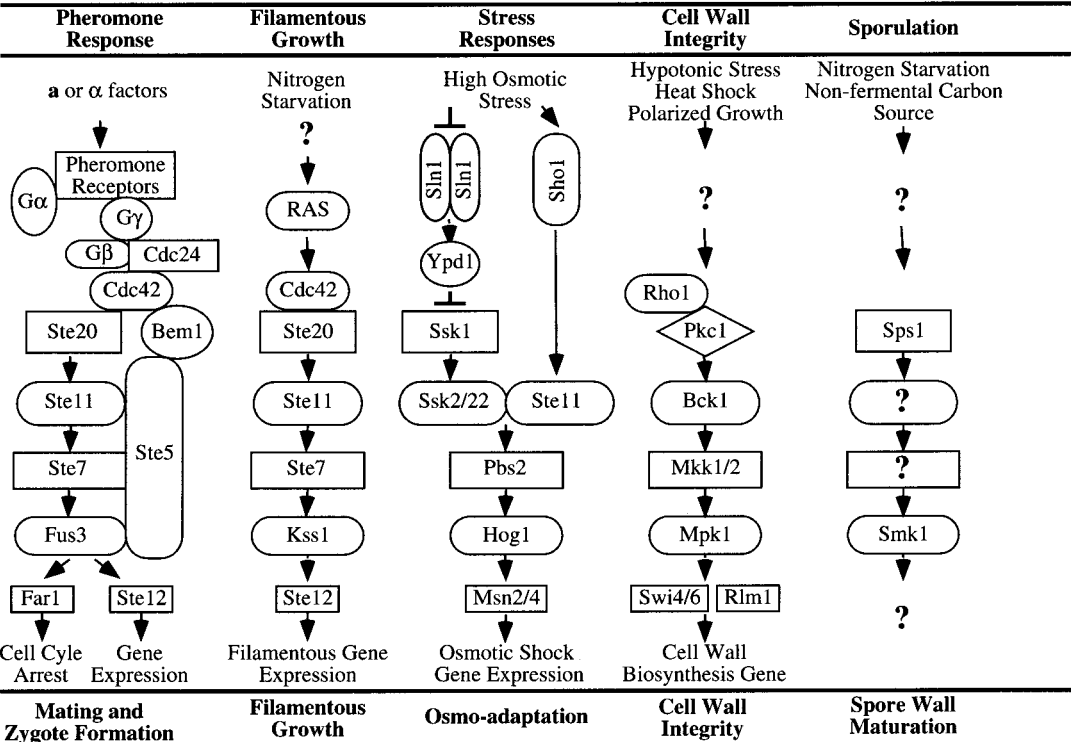 Pheromone
Response
Filamentous
Growth
Stress
Responses
Cell Wall
Integrity
Sporulation
a or α factors
Pheromone
Receptors
Gα
Gγ
Gβ
Cdc24
Cdc42
Ste20
Bem1
Ste11
Ste5
Ste7
Fus3
Far1
Ste12
Cell Cyle
Arrest
Gene
Expression
Mating and
Zygote Formation
Nitrogen
Starvation
?
RAS
Cdc42
Ste20
Ste11
Ste7
Kss1
Ste12
Filamentous Gene
Expression
Filamentous
Growth
High Osmotic
Stress
Sln1
Sln1
Sho1
Ypd1
Ssk1
Ssk2/22
Ste11
Pbs2
Hog1
Msn2/4
Osmotic Shock
Gene Expression
Osmo-adaptation
Hypotonic Stress
Heat Shock
Polarized Growth
?
Rho1
Pkc1
Bck1
Mkk1/2
Mpk1
Swi4/6
Rlm1
Cell Wall
Biosynthesis Gene
Cell Wall
Integrity
Nitrogen Starvation
Non-fermental Carbon
Source
?
Sps1
?
?
Smk1
?
Spore Wall
Maturation